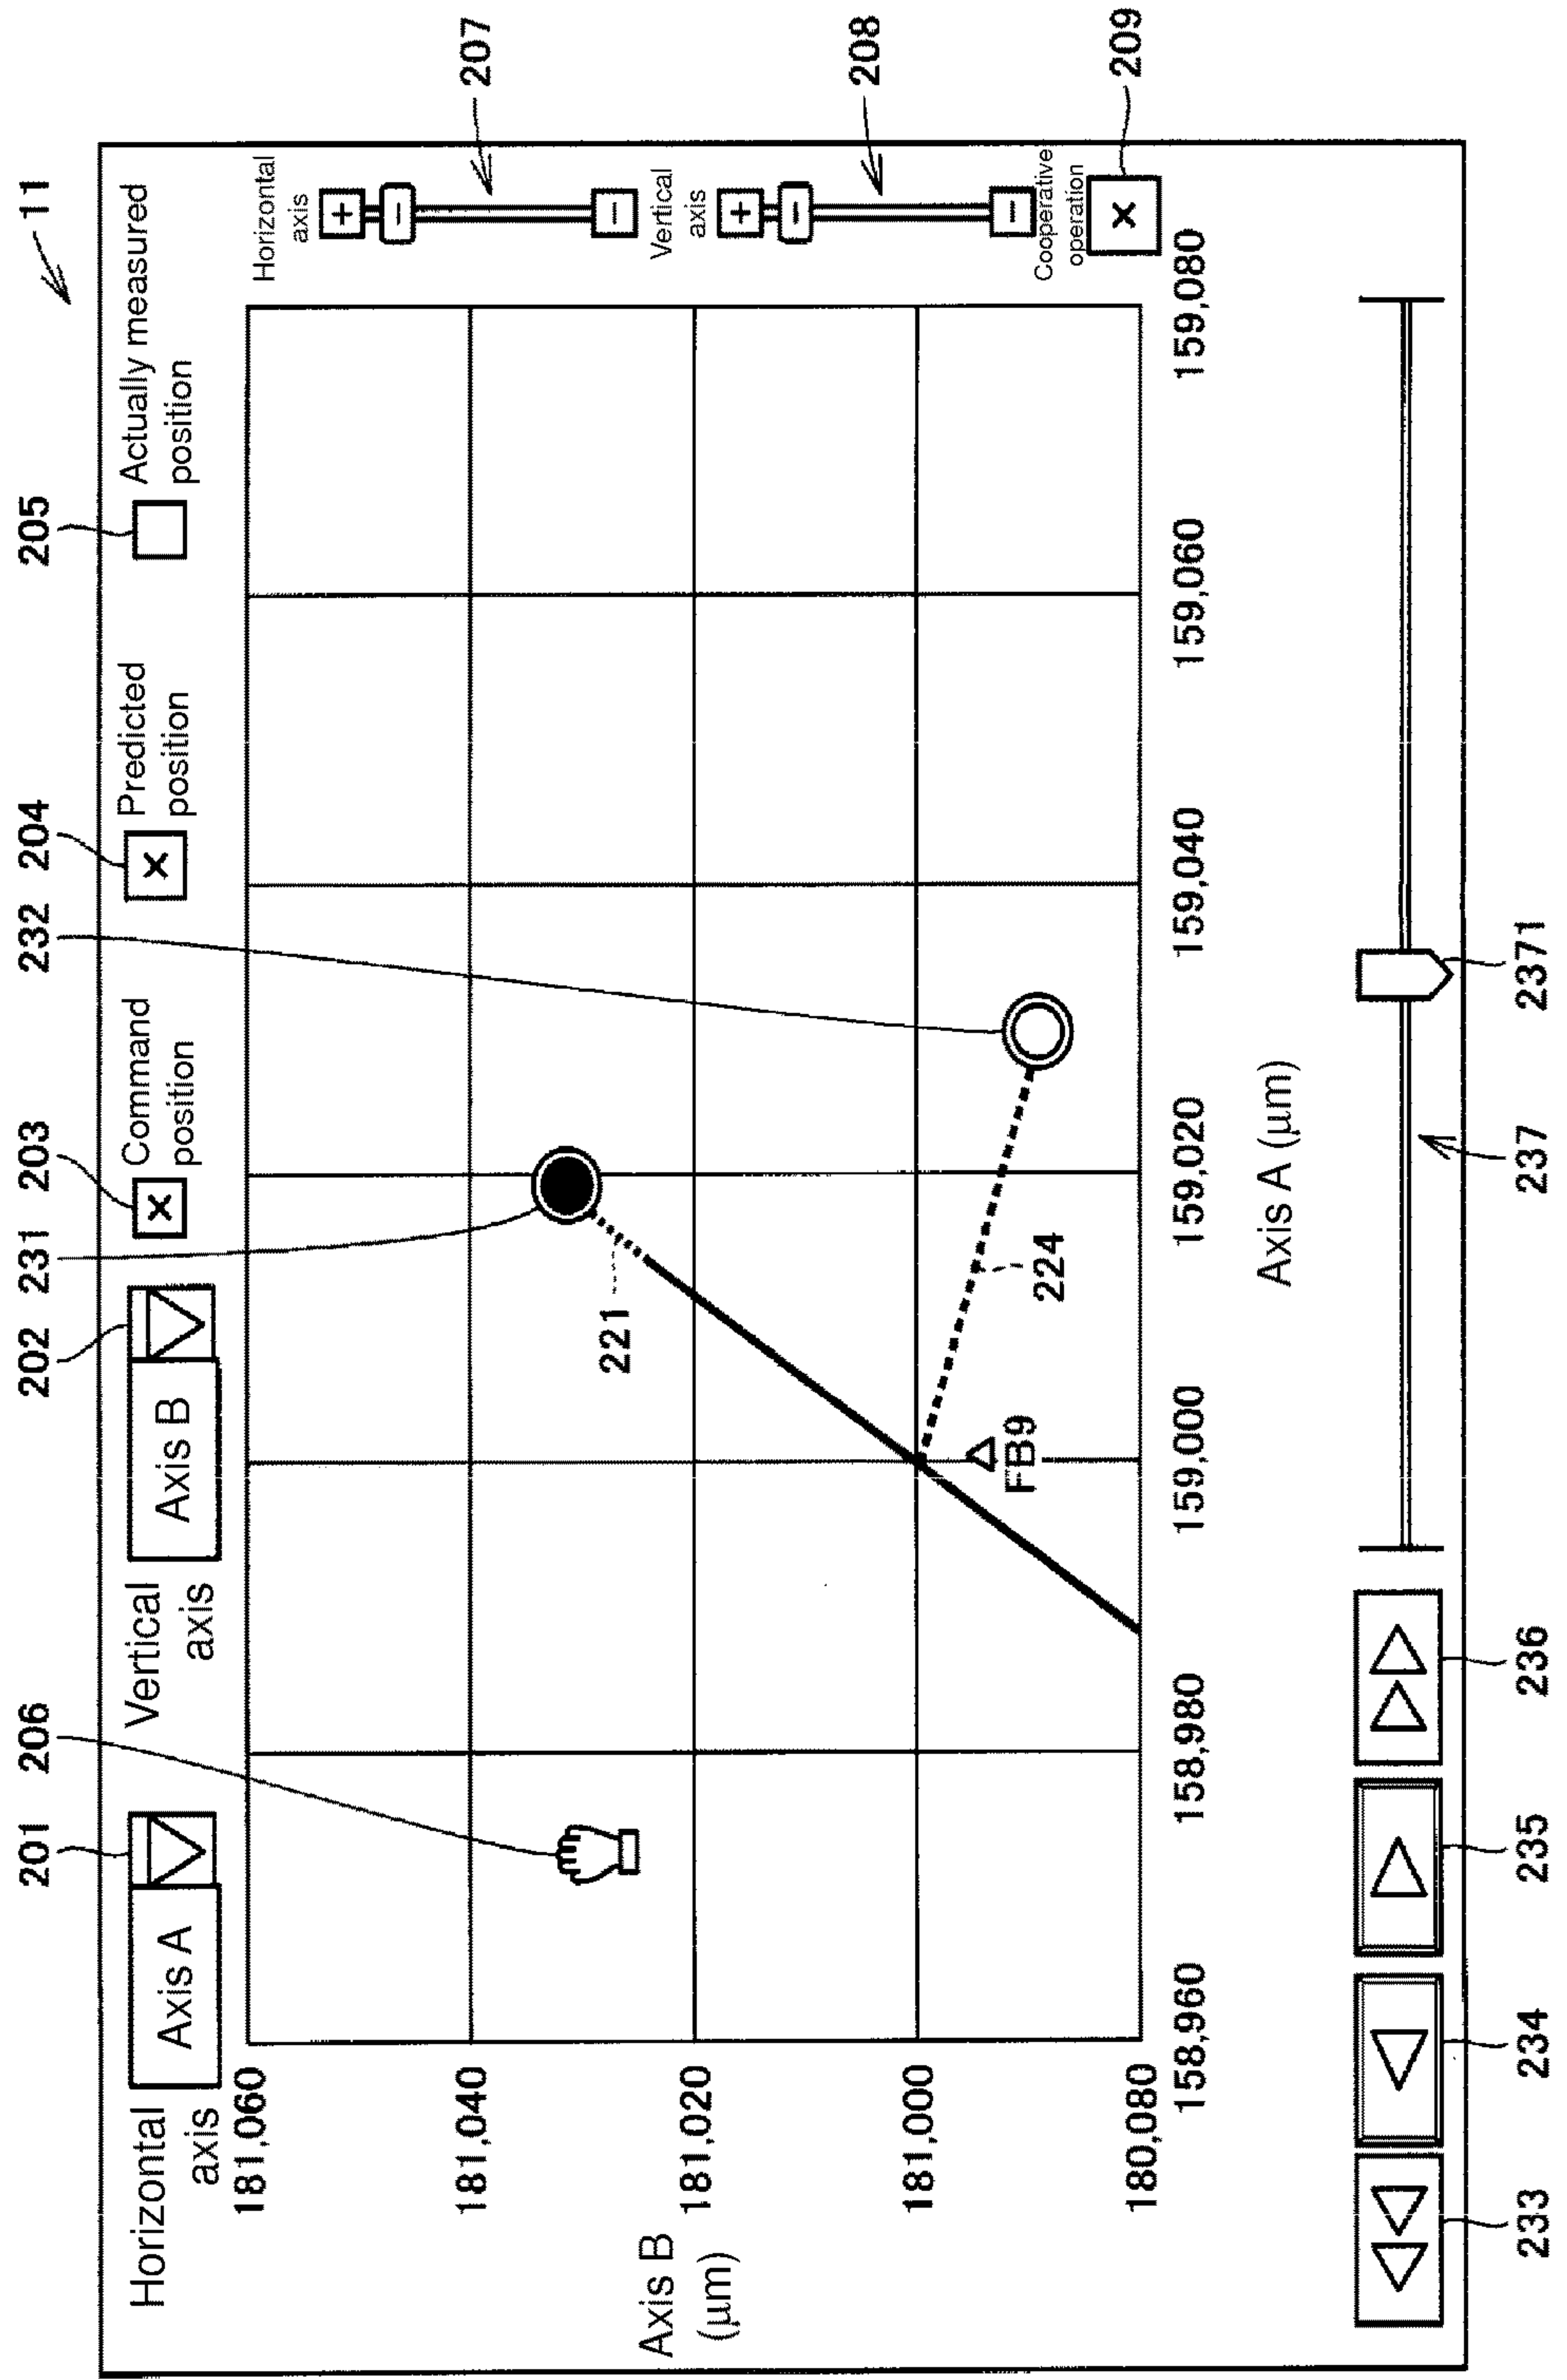 11
201
206
202
231
203
232
204
205
Horizontal
axis
Axis A
Vertical
axis
Axis B
x
Command
position
x
Predicted
position
Actually measured
position
181,060
181,040
181,020
181,000
180,080
Axis B
(μm)
221
224
FB9
158,960
158,980
159,000
159,020
159,040
159,060
159,080
Axis A (μm)
Horizontal
axis
+
−
−
207
Vertical
axis
+
−
−
208
Cooperative
operation
x
209
233
234
235
236
237
2371